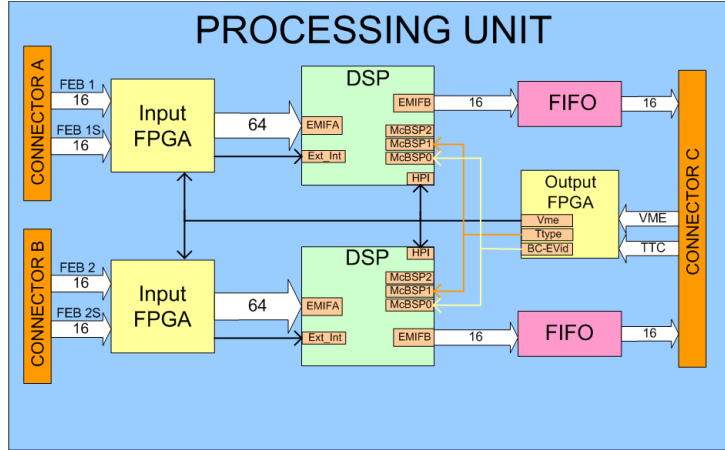 PROCESSING UNIT
CONNECTOR A
FEB 1
16
FEB 1S
16
Input
FPGA
64
DSP
EMIFA
Ext_Int
EMIFB
McBSP2
McBSP1
McBSP0
HPI
16
FIFO
16
CONNECTOR C
Output
FPGA
Vme
Ttype
BC-EVid
VME
TTC
CONNECTOR B
FEB 2
16
FEB 2S
16
Input
FPGA
64
DSP
HPI
EMIFA
Ext_Int
McBSP2
McBSP1
McBSP0
EMIFB
16
FIFO
16